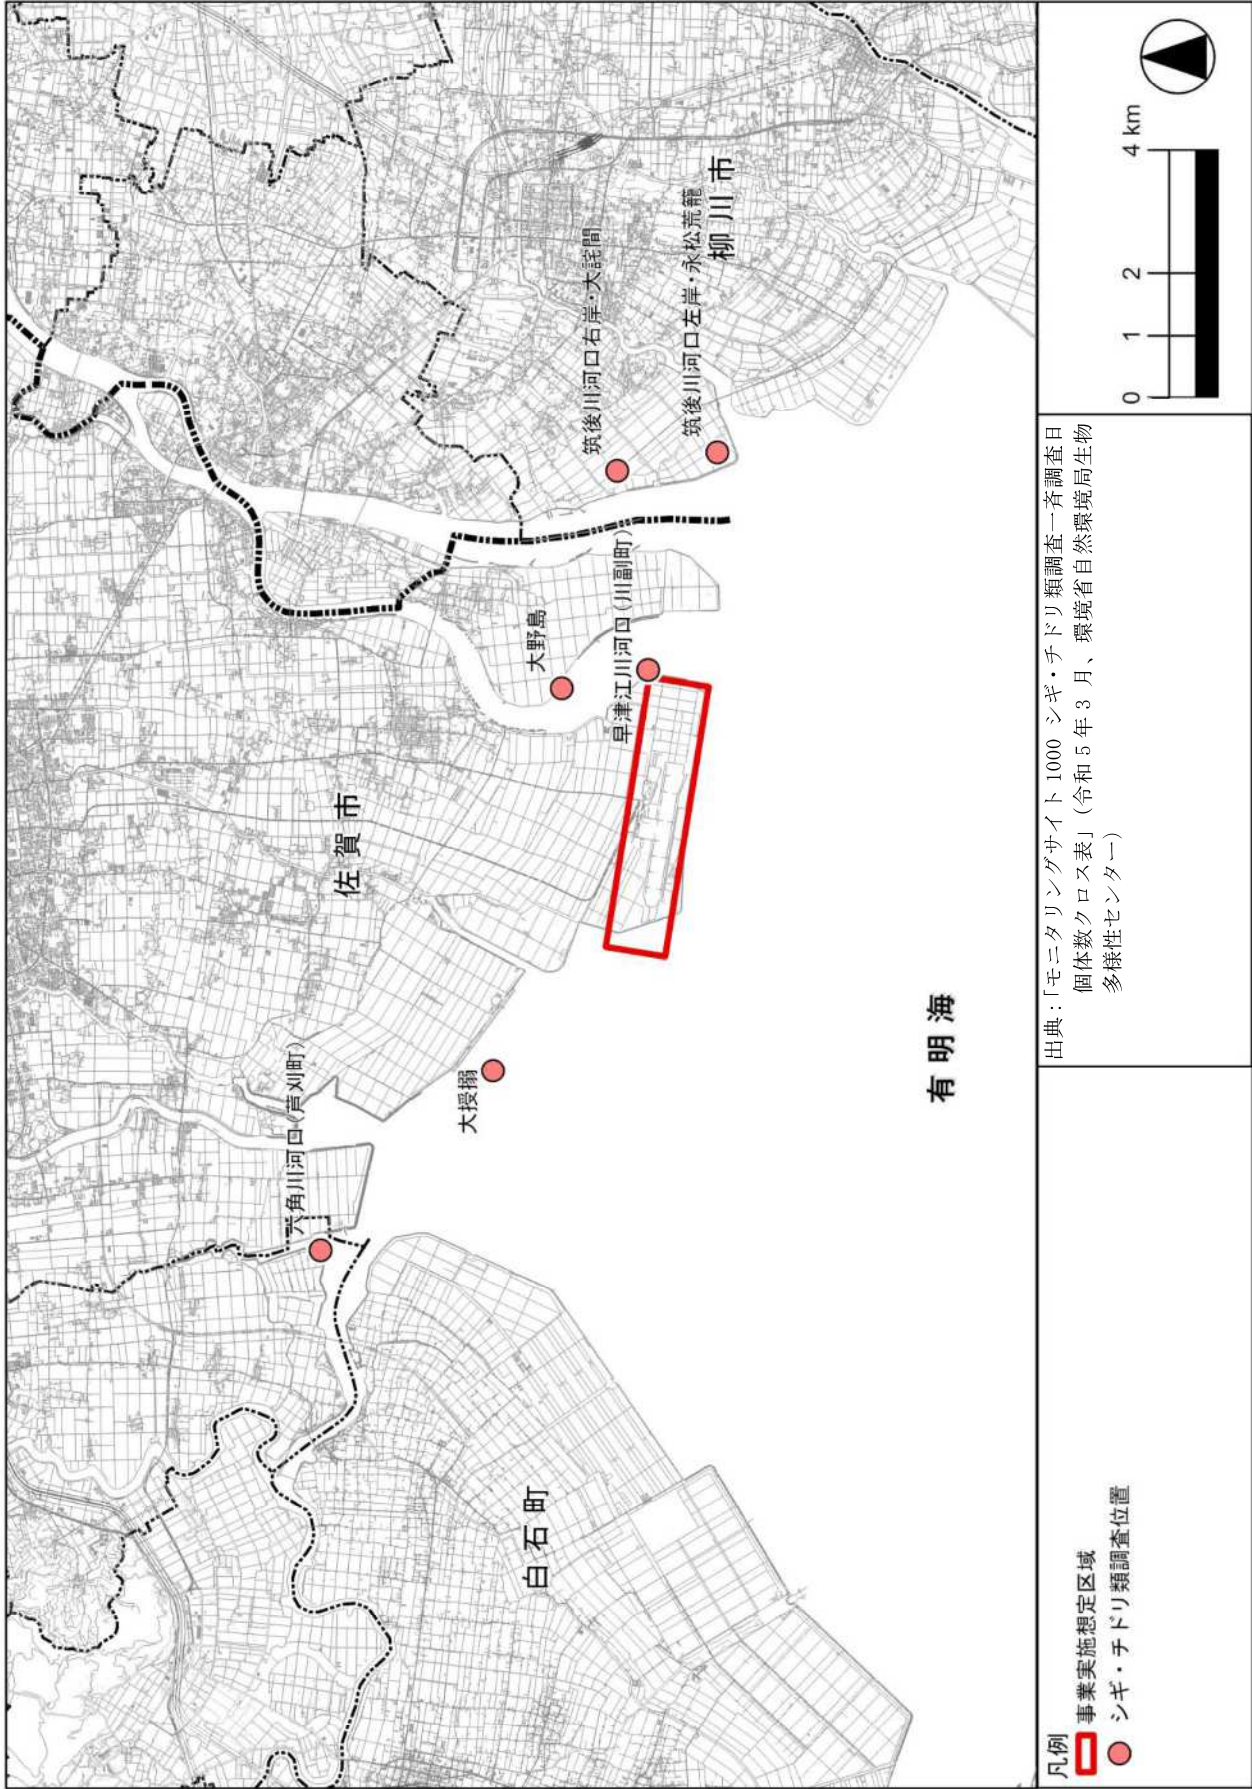 六角川河口（芦刈町）
大授搦
佐賀市
大野島
早津江川河口（川副町）
筑後川河口右岸・大詫間
筑後川河口左岸・永松荒籠
柳川市
白石町
有明海
凡例
事業実施想定区域
シギ・チドリ類調査位置
出典：「モニタリングサイト 1000 シギ・チドリ類調査一斉調査日
個体数クロス表」（令和 5 年 3 月、環境省自然環境局生物
多様性センター）
0 1 2 4 km